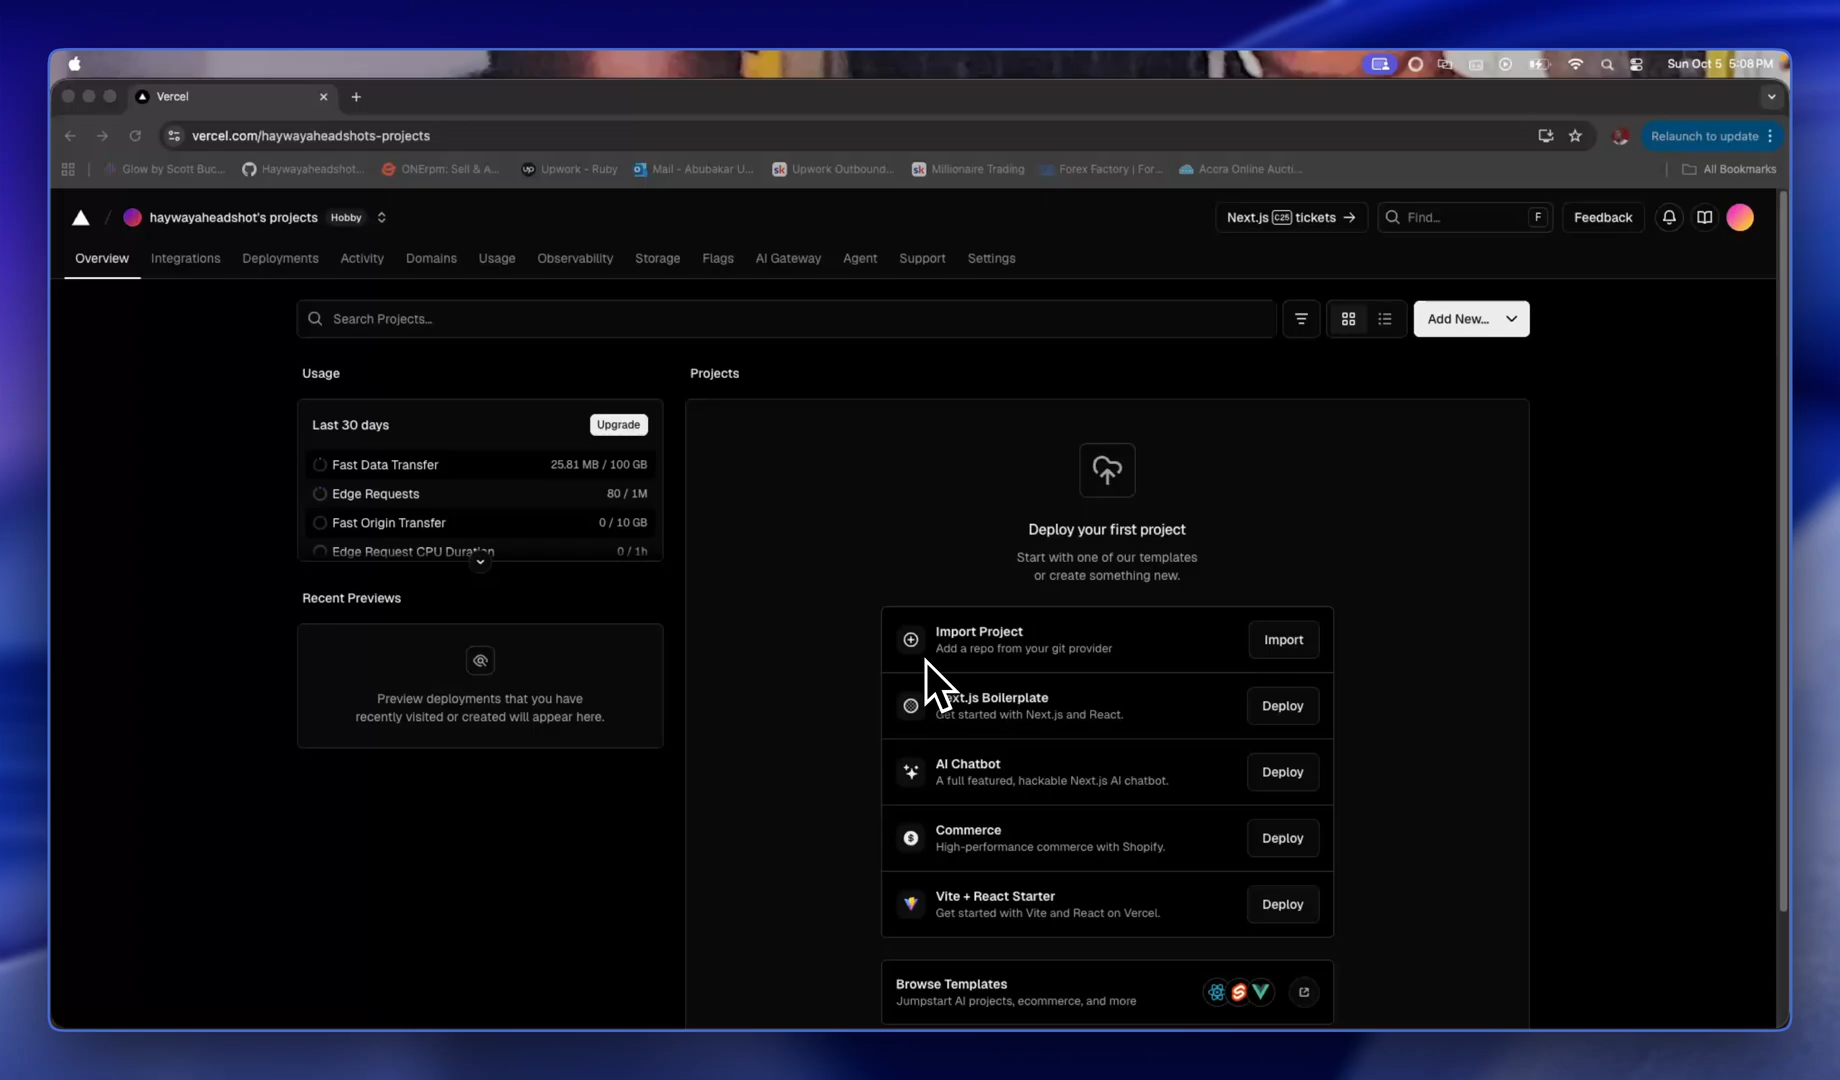 Sun Oct 5 5:08 PM
Vercel
vercel.com/haywayaheadshots-projects
Relaunch to update
Glow by Scott Buc...
Haywayaheadshot...
ONErpm: Sell & A...
up
Upwork - Ruby
Mail - Abubakar U...
sk
Upwork Outbound...
sk
Millionaire Trading
Forex Factory | For...
Accra Online Aucti...
All Bookmarks
haywayaheadshot's projects
Hobby
Next.js C25 tickets →
Find...
F
Feedback
Overview
Integrations
Deployments
Activity
Domains
Usage
Observability
Storage
Flags
AI Gateway
Agent
Support
Settings
Search Projects...
Add New...
Usage
Last 30 days
Upgrade
Fast Data Transfer
25.81 MB / 100 GB
Edge Requests
80 / 1M
Fast Origin Transfer
0 / 10 GB
Edge Request CPU Duration
0 / 1h
Recent Previews
Preview deployments that you have
recently visited or created will appear here.
Projects
Deploy your first project
Start with one of our templates
or create something new.
Import Project
Add a repo from your git provider
Import
ext.js Boilerplate
Get started with Next.js and React.
Deploy
AI Chatbot
A full featured, hackable Next.js AI chatbot.
Deploy
Commerce
High-performance commerce with Shopify.
Deploy
Vite + React Starter
Get started with Vite and React on Vercel.
Deploy
Browse Templates
Jumpstart AI projects, ecommerce, and more